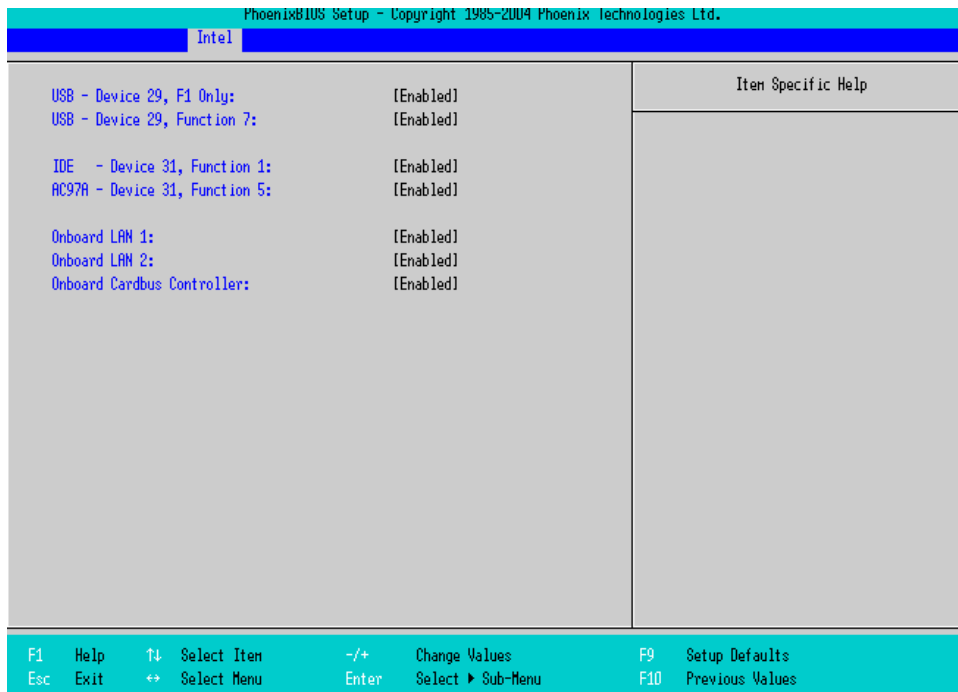 PhoenixBIOS Setup - Copyright 1985-2004 Phoenix Technologies Ltd.
Intel
Item Specific Help
USB - Device 29, F1 Only: [Enabled]
USB - Device 29, Function 7: [Enabled]
IDE - Device 31, Function 1: [Enabled]
AC97A - Device 31, Function 5: [Enabled]
Onboard LAN 1: [Enabled]
Onboard LAN 2: [Enabled]
Onboard Cardbus Controller: [Enabled]
F1 Help ↑↓ Select Item -/+ Change Values F9 Setup Defaults
Esc Exit ↔ Select Menu Enter Select ▶ Sub-Menu F10 Previous Values